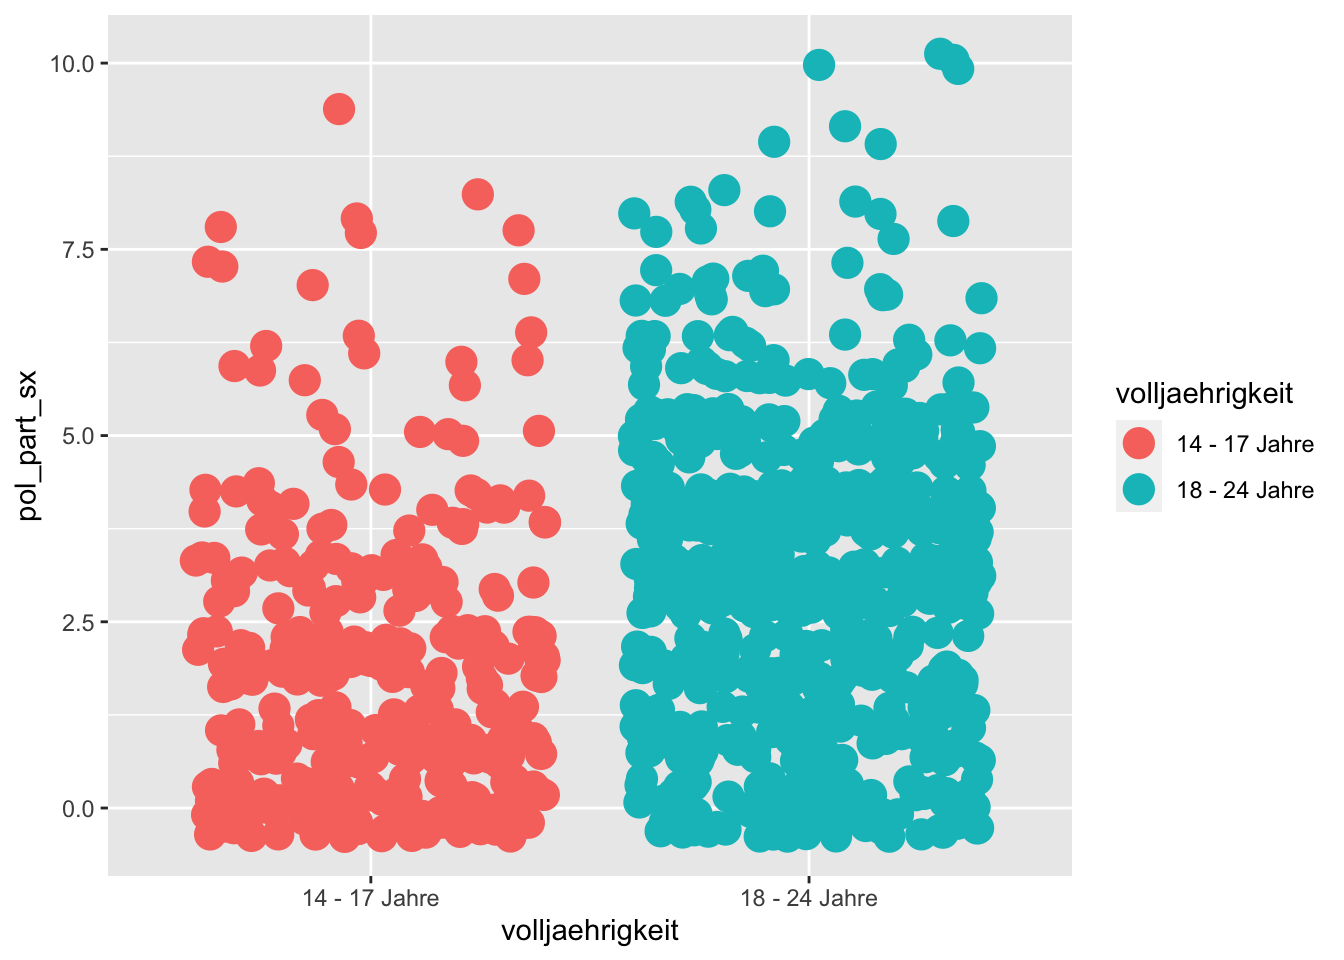 10.0
7.5
5.0
2.5
0.0
pol_part_sx
14 - 17 Jahre
18 - 24 Jahre
volljaehrigkeit
volljaehrigkeit
14 - 17 Jahre
18 - 24 Jahre